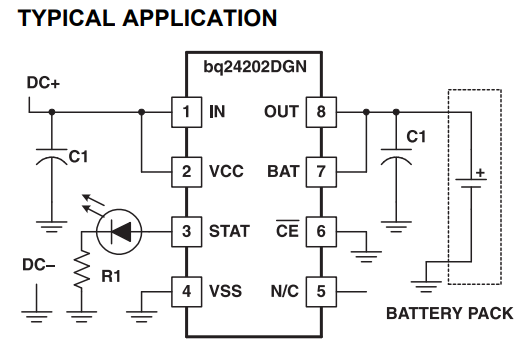 TYPICAL APPLICATION
bq24202DGN
DC+
1 IN OUT 8
C1 C1
2 VCC BAT 7
+
3 STAT CE 6
DC–
R1
4 VSS N/C 5
BATTERY PACK